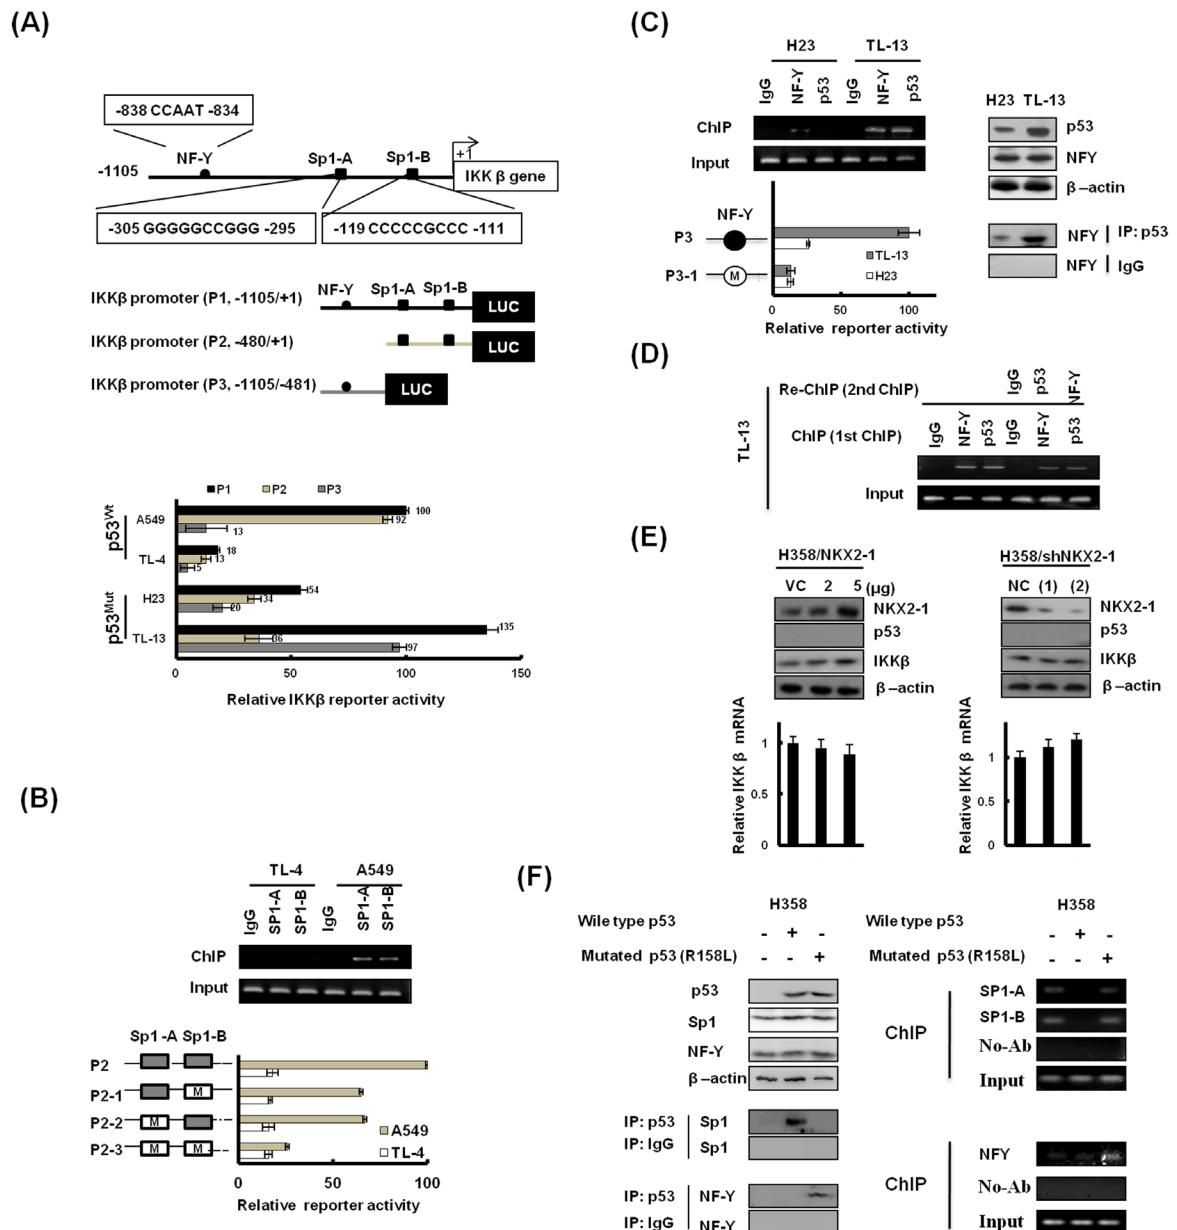 (A)
-838 CCAAT -834
NF-Y
Sp1-A
Sp1-B
+1
-1105
IKK β gene
-305 GGGGGCCGGG -295
-119 CCCCCGCCC -111
NF-Y
Sp1-A
Sp1-B
IKKβ promoter (P1, -1105/+1)
LUC
IKKβ promoter (P2, -480/+1)
LUC
IKKβ promoter (P3, -1105/-481)
LUC
P1 P2 P3
p53Wt
A549
100
92
13
TL-4
18
13
5
p53Mut
H23
54
34
20
TL-13
135
36
97
0 50 100 150
Relative IKKβ reporter activity
(B)
TL-4 A549
IgG SP1-A SP1-B IgG SP1-A SP1-B
ChIP
Input
Sp1 -A Sp1-B
P2
P2-1 M
P2-2 M
P2-3 M M
A549
TL-4
0 50 100
Relative reporter activity
(C)
H23 TL-13
IgG NF-Y p53 IgG NF-Y p53
ChIP
Input
NF-Y
P3
P3-1 M
TL-13
H23
0 50 100
Relative reporter activity
H23 TL-13
p53
NFY
β–actin
NFY IP: p53
NFY IgG
(D)
TL-13
Re-ChIP (2nd ChIP) IgG p53 NF-Y
ChIP (1st ChIP) IgG NF-Y p53 IgG NF-Y p53
Input
(E)
H358/NKX2-1
VC 2 5 (μg)
NKX2-1
p53
IKKβ
β–actin
Relative IKK β mRNA
1
0.5
0
H358/shNKX2-1
NC (1) (2)
NKX2-1
p53
IKKβ
β–actin
Relative IKK β mRNA
1
0.5
0
(F)
H358
Wile type p53 - + -
Mutated p53 (R158L) - - +
p53
Sp1
NF-Y
β–actin
IP: p53 Sp1
IP: IgG Sp1
IP: p53 NF-Y
IP: IgG NF-Y
H358
Wile type p53 - + -
Mutated p53 (R158L) - - +
ChIP
SP1-A
SP1-B
No-Ab
Input
ChIP
NFY
No-Ab
Input